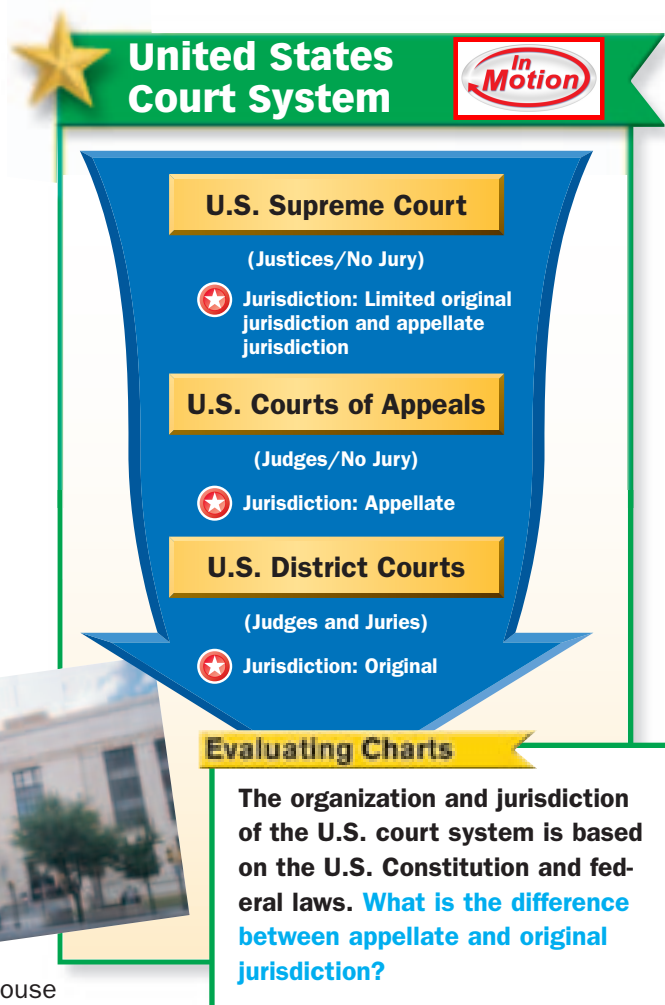 United States
Court System
In
Motion
U.S. Supreme Court
(Justices/No Jury)
Jurisdiction: Limited original
jurisdiction and appellate
jurisdiction
U.S. Courts of Appeals
(Judges/No Jury)
Jurisdiction: Appellate
U.S. District Courts
(Judges and Juries)
Jurisdiction: Original
Evaluating Charts
The organization and jurisdiction
of the U.S. court system is based
on the U.S. Constitution and fed-
eral laws. What is the difference
between appellate and original
jurisdiction?
ouse